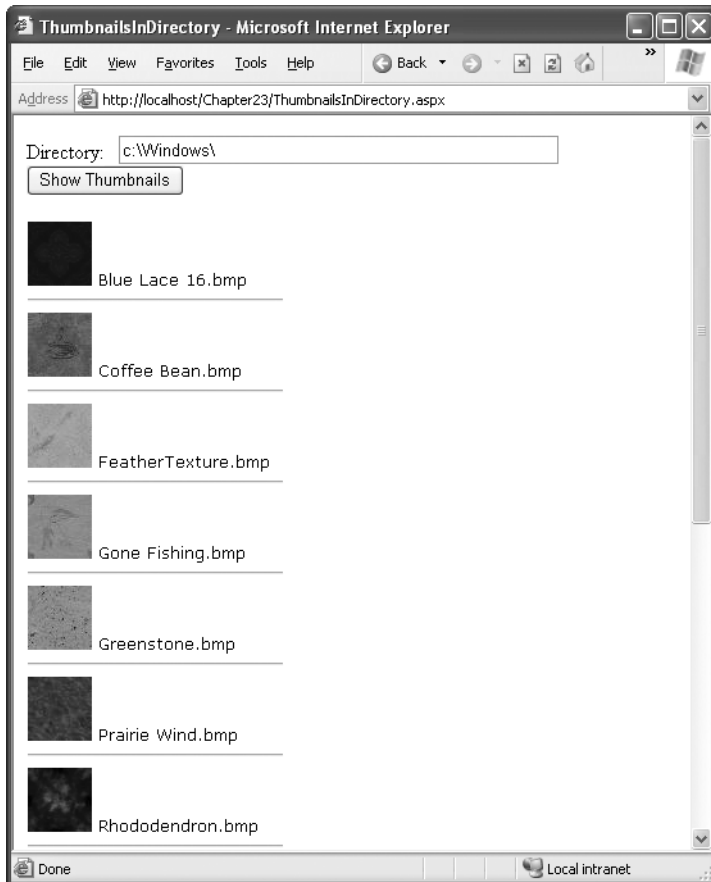 ThumbnailsInDirectory - Microsoft Internet Explorer
File Edit View Favorites Tools Help Back »
Address http://localhost/Chapter23/ThumbnailsInDirectory.aspx
Directory: c:\Windows\
Show Thumbnails
Blue Lace 16.bmp
Coffee Bean.bmp
FeatherTexture.bmp
Gone Fishing.bmp
Greenstone.bmp
Prairie Wind.bmp
Rhododendron.bmp
Done Local intranet